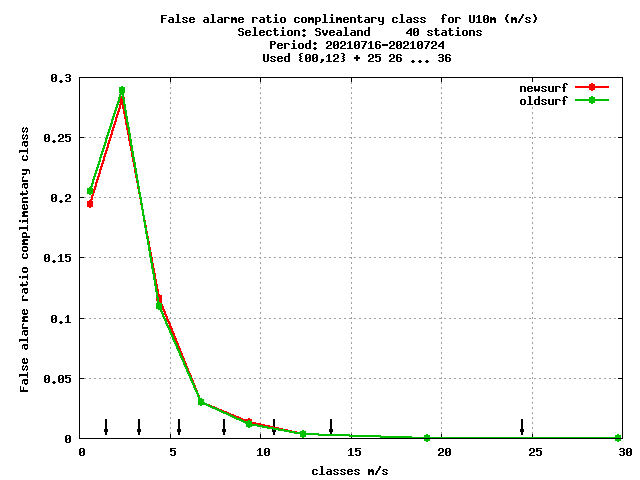 False alarme ratio complimentary class  for U10m (m/s)
Selection: Svealand     40 stations
Period: 20210716-20210724
Used {00,12} + 25 26 ... 36
newsurf
oldsurf
False alarme ratio complimentary class
0.3
0.25
0.2
0.15
0.1
0.05
0
0 5 10 15 20 25 30
classes m/s